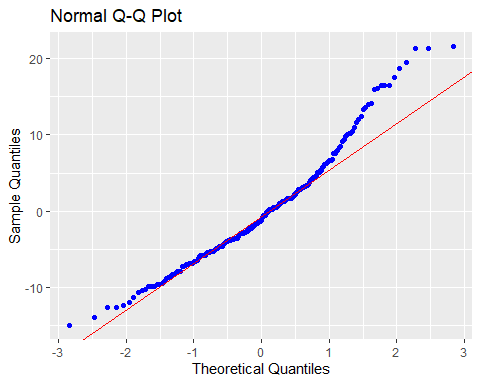 Normal Q-Q Plot
Sample Quantiles
20
10
0
-10
-3 -2 -1 0 1 2 3
Theoretical Quantiles